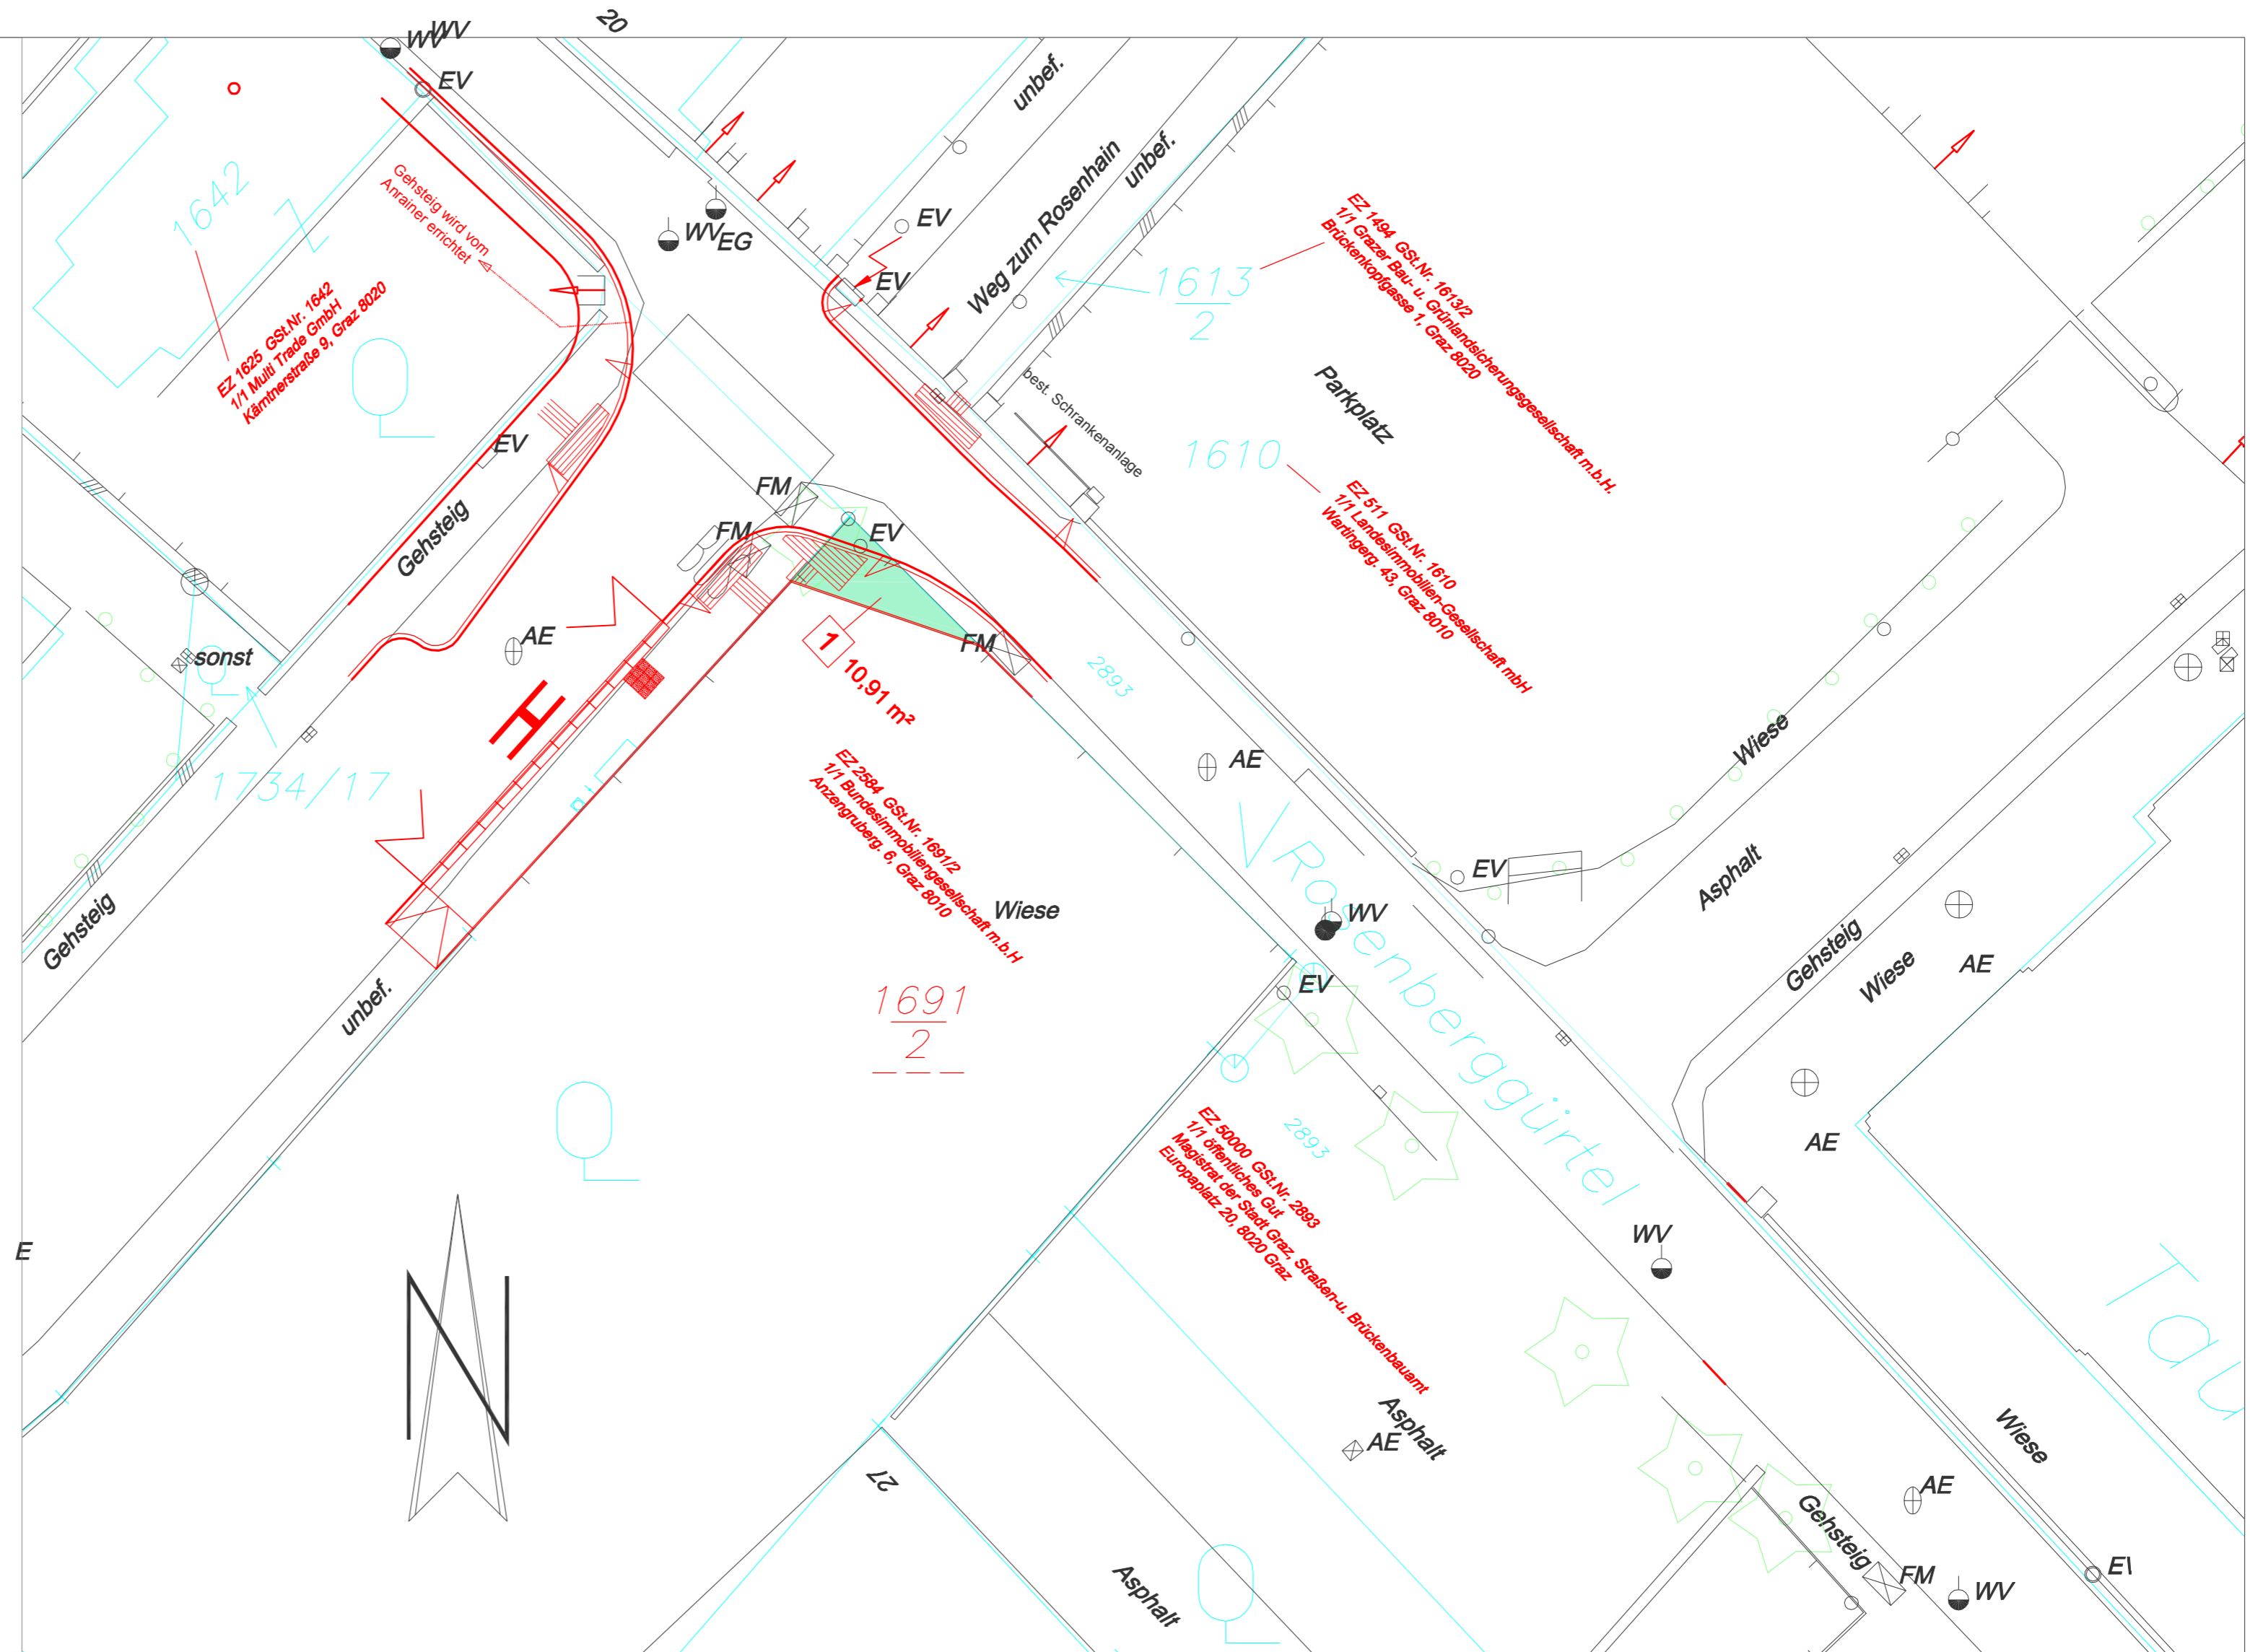 20
WV
WV
EV
unbef.
Weg zum Rosenhain
unbef.
1642
Gehsteig wird vom
Anrainer errichtet
EV
WV
EG
EV
EZ 1625 GSt.Nr. 1642
1/1 Multi Trade GmbH
Kärntnerstraße 9, Graz 8020
1613
2
EZ 1494 GSt.Nr. 1613/2
1/1 Grazer Bau- u. Grünlandsicherungsgesellschaft m.b.H.
Brückenkopfgasse 1, Graz 8020
Parkplatz
best. Schrankenanlage
1610
EZ 511 GSt.Nr. 1610
1/1 Landesimmobilien-Gesellschaft mbH
Wartingerg. 43, Graz 8010
EV
Gehsteig
FM
FM
EV
FM
AE
sonst
1
10,91 m²
2893
H
1734/17
AE
Wiese
EZ 2584 GSt.Nr. 1691/2
1/1 Bundesimmobiliengesellschaft m.b.H
Anzengruberg. 6, Graz 8010
Wiese
EV
Asphalt
WV
V Rosenberggürtel
Gehsteig
Gehsteig
Wiese
AE
EV
unbef.
1691
2
2893
AE
EZ 50000 GSt.Nr. 2893
1/1 öffentliches Gut
Magistrat der Stadt Graz, Straßen-u. Brückenbauamt
Europaplatz 20, 8020 Graz
WV
E
N
Asphalt
AE
27
Wiese
AE
Gehsteig
FM
WV
Asphalt